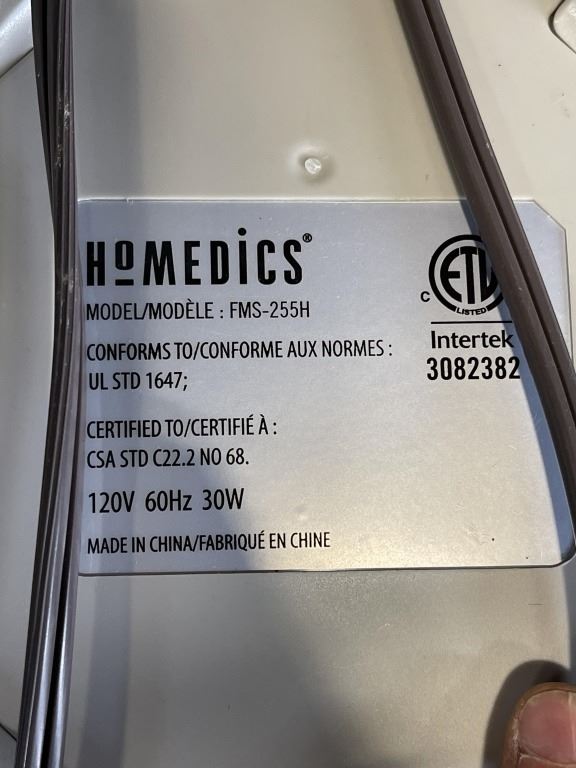 HoMEDiCS®
MODEL/MODÈLE : FMS-255H
CONFORMS TO/CONFORME AUX NORMES :
UL STD 1647;
CERTIFIED TO/CERTIFIÉ À :
CSA STD C22.2 NO 68.
120V 60Hz 30W
MADE IN CHINA/FABRIQUÉ EN CHINE
C
ETL
LISTED
Intertek
3082382